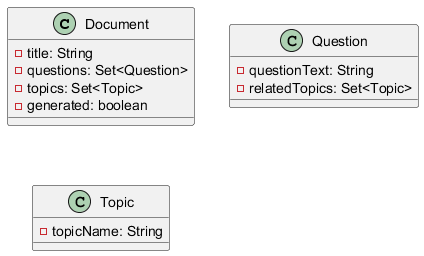 C Document
title: String
questions: Set<Question>
topics: Set<Topic>
generated: boolean
C Question
questionText: String
relatedTopics: Set<Topic>
C Topic
topicName: String